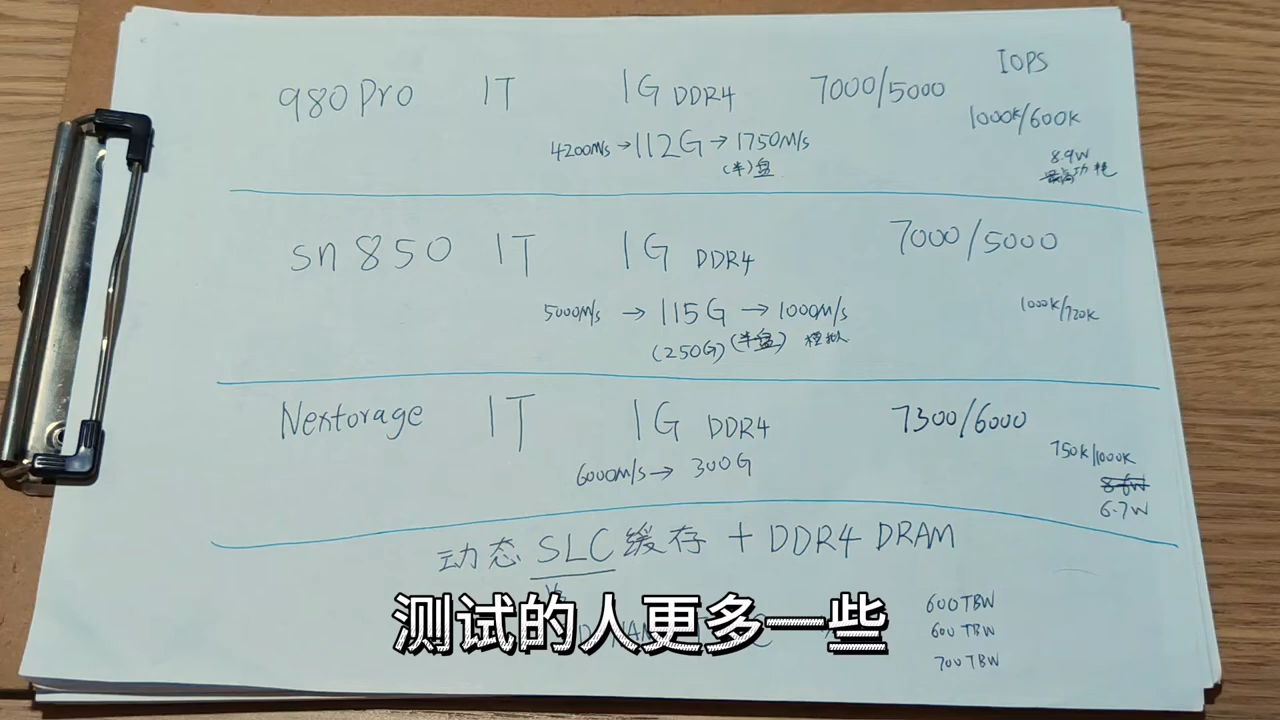 980Pro 1T 1G DDR4 7000/5000 IOPS
1000K/600K
4200M/s→112G→1750M/s
(半)盘
8.9W
功耗
sn850 1T 1G DDR4 7000/5000
5000M/s → 115G → 1000M/s
1000K/720K
(250G) (半盘) 模拟
Nextorage 1T 1G DDR4 7300/6000
6000M/s→ 300G
750K/1000K
8.6W
6.7W
动态SLC缓存+DDR4 DRAM
测试的人更多一些
600TBW
600TBW
700TBW